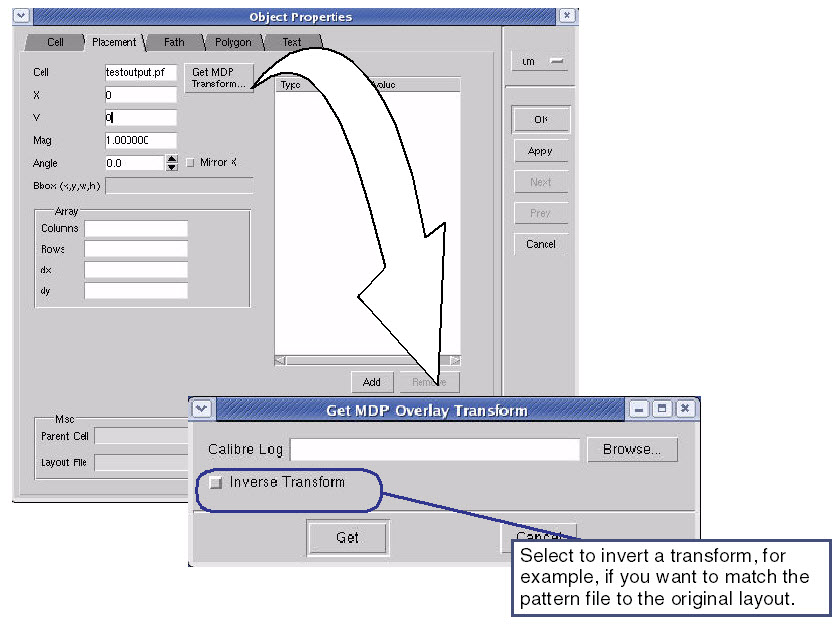 Object Properties
Cell
Placement
Path
Polygon
Text
Cell
testoutput.pf
Get MDP
Transform...
X
0
Y
0
Mag
1.000000
Angle
0.0
Mirror X
Bbox (x,y,w,h)
Array
Columns
Rows
dx
dy
Type
Value
Add
Remove
um
OK
Apply
Next
Prev
Cancel
Misc
Parent Cell
Layout File
Get MDP Overlay Transform
Calibre Log
Browse...
Inverse Transform
Get
Cancel
Select to invert a transform, for
example, if you want to match the
pattern file to the original layout.